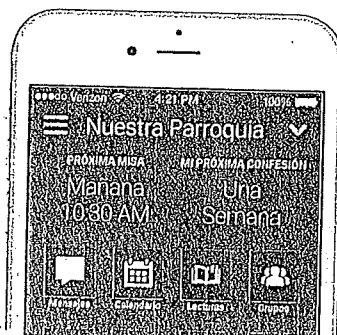 Verizon 4:21 PM 100%
Nuestra Parroquia
PRÓXIMA MISA MI PRÓXIMA CONFESIÓN
Mañana Una
10:30 AM Semana
Mensajes Calendario Lecturas Grupos